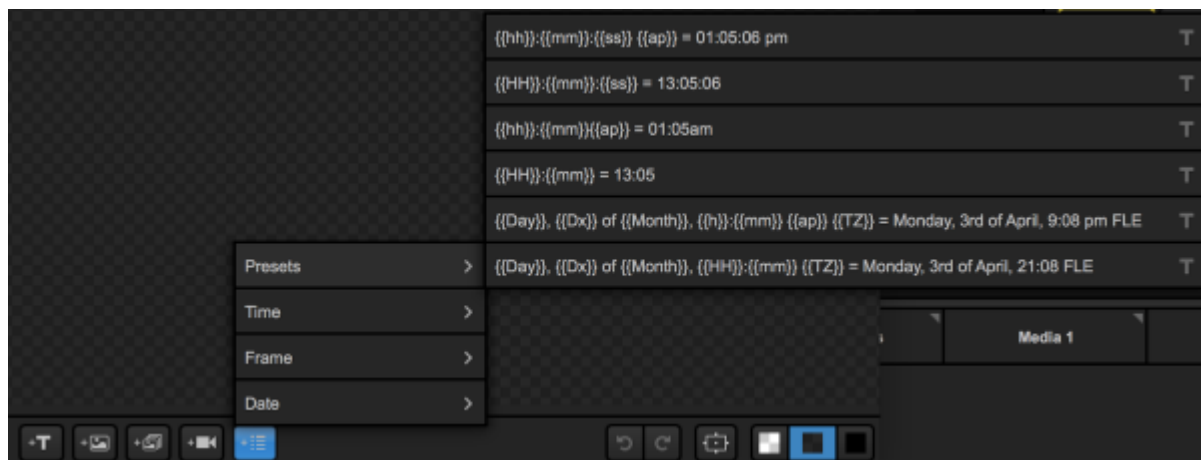 {{hh}}:{{mm}}:{{ss}} {{ap}} = 01:05:06 pm
{{HH}}:{{mm}}:{{ss}} = 13:05:06
{{hh}}:{{mm}}{{ap}} = 01:05am
{{HH}}:{{mm}} = 13:05
{{Day}}, {{Dx}} of {{Month}}, {{h}}:{{mm}} {{ap}} {{TZ}} = Monday, 3rd of April, 9:08 pm FLE
Presets
{{Day}}, {{Dx}} of {{Month}}, {{HH}}:{{mm}} {{TZ}} = Monday, 3rd of April, 21:08 FLE
Time
Media 1
Frame
Date